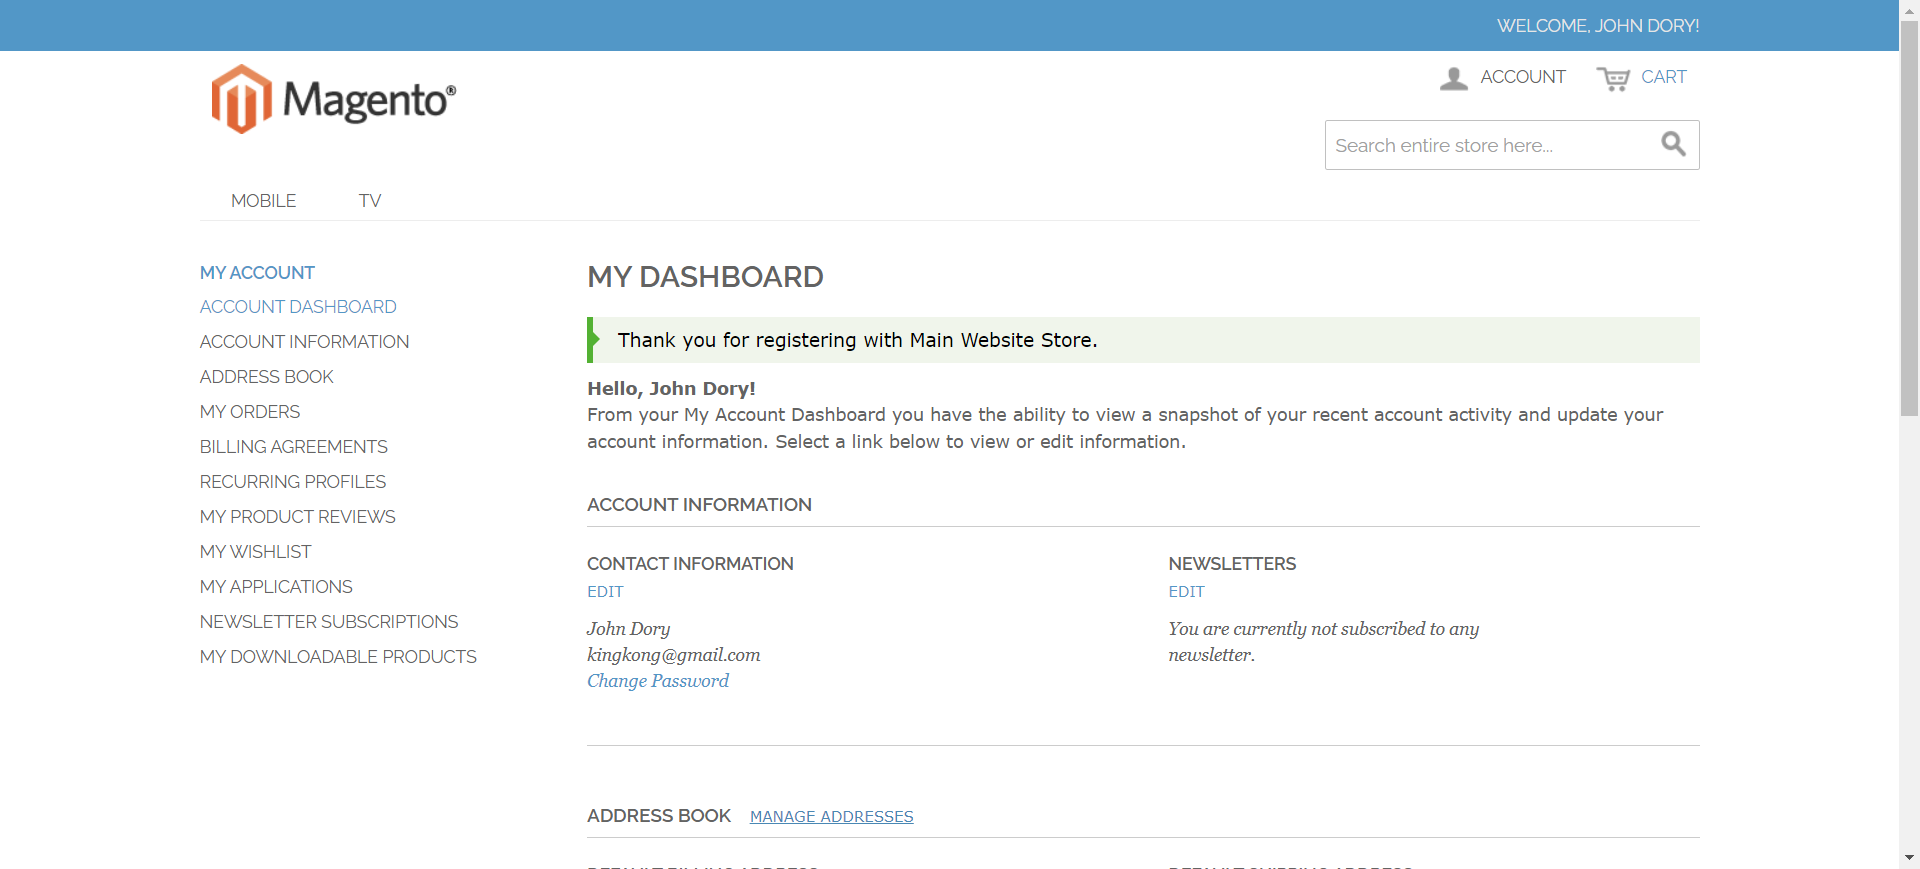 WELCOME, JOHN DORY!
Magento®
ACCOUNT
CART
Search entire store here...
MOBILE
TV
MY ACCOUNT
ACCOUNT DASHBOARD
ACCOUNT INFORMATION
ADDRESS BOOK
MY ORDERS
BILLING AGREEMENTS
RECURRING PROFILES
MY PRODUCT REVIEWS
MY WISHLIST
MY APPLICATIONS
NEWSLETTER SUBSCRIPTIONS
MY DOWNLOADABLE PRODUCTS
MY DASHBOARD
Thank you for registering with Main Website Store.
Hello, John Dory!
From your My Account Dashboard you have the ability to view a snapshot of your recent account activity and update your
account information. Select a link below to view or edit information.
ACCOUNT INFORMATION
CONTACT INFORMATION
EDIT
John Dory
kingkong@gmail.com
Change Password
NEWSLETTERS
EDIT
You are currently not subscribed to any
newsletter.
ADDRESS BOOK
MANAGE ADDRESSES